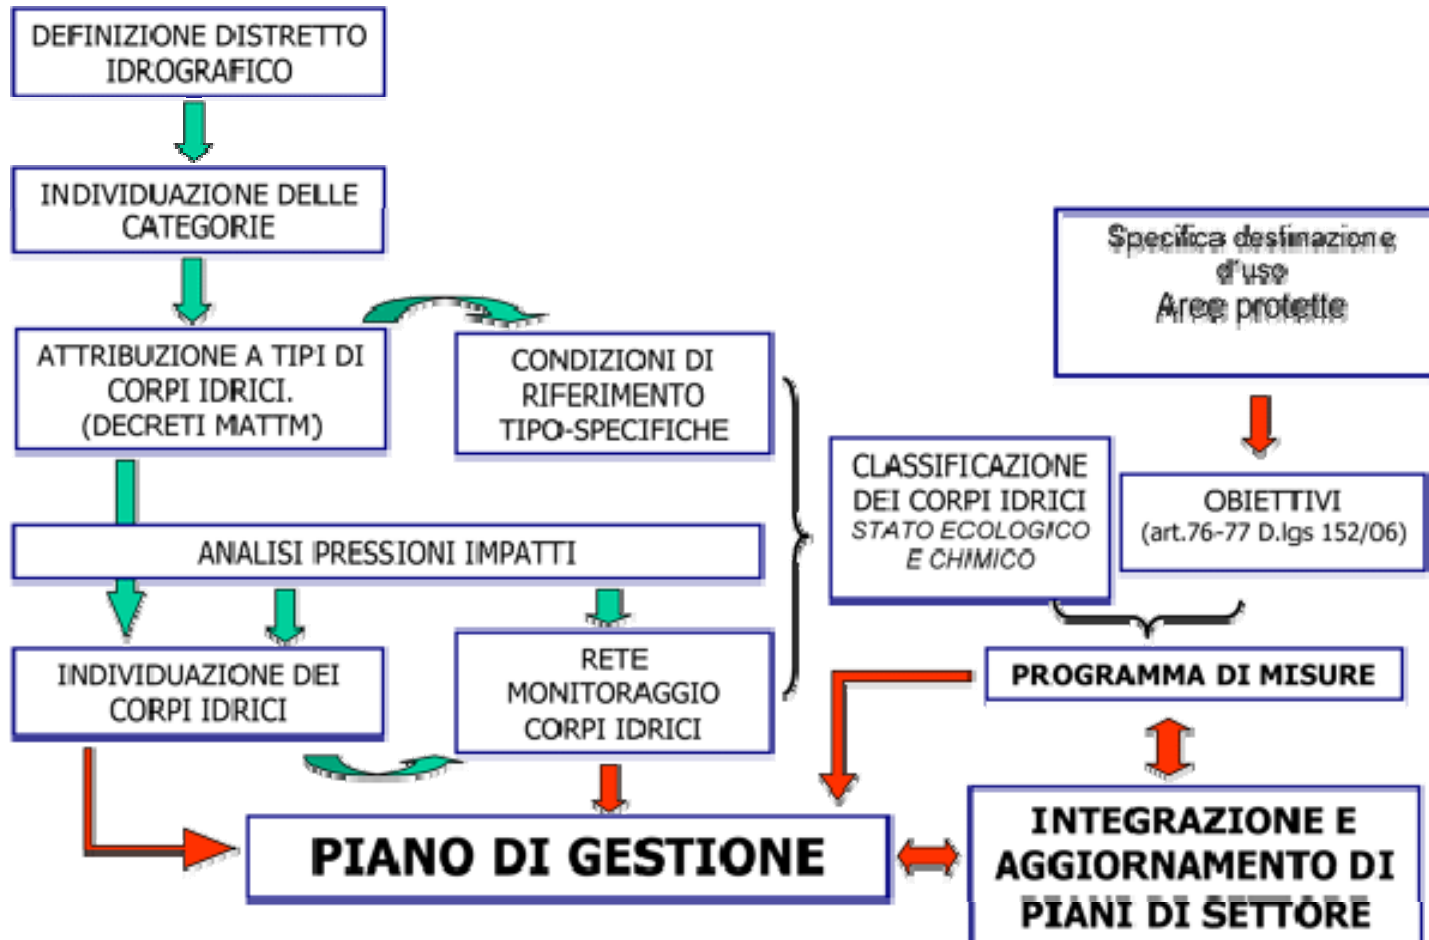 DEFINIZIONE DISTRETTO
IDROGRAFICO
INDIVIDUAZIONE DELLE
CATEGORIE
ATTRIBUZIONE A TIPI DI
CORPI IDRICI.
(DECRETI MATTM)
CONDIZIONI DI
RIFERIMENTO
TIPO-SPECIFICHE
ANALISI PRESSIONI IMPATTI
INDIVIDUAZIONE DEI
CORPI IDRICI
RETE
MONITORAGGIO
CORPI IDRICI
CLASSIFICAZIONE
DEI CORPI IDRICI
STATO ECOLOGICO
E CHIMICO
Specifica destinazione
d'uso
Aree protette
OBIETTIVI
(art.76-77 D.lgs 152/06)
PROGRAMMA DI MISURE
PIANO DI GESTIONE
INTEGRAZIONE E
AGGIORNAMENTO DI
PIANI DI SETTORE